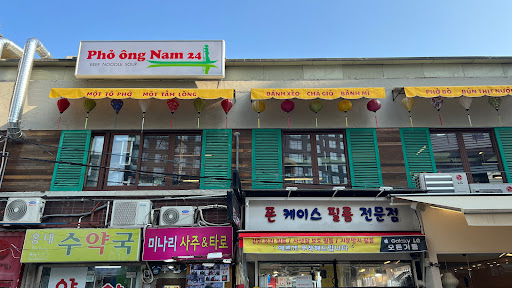 Phở ông Nam 24
BEEF NOODLE SOUP
MỘT TÔ PHỞ MỘT TẤM LÒNG
BÁNH XÈO CHẢ GIÒ BÁNH MÌ
PHỞ BÒ BÚN THỊT NƯỚNG
폰 케이스 필름 전문점
수약국
미나리 사주&타로
Galaxy